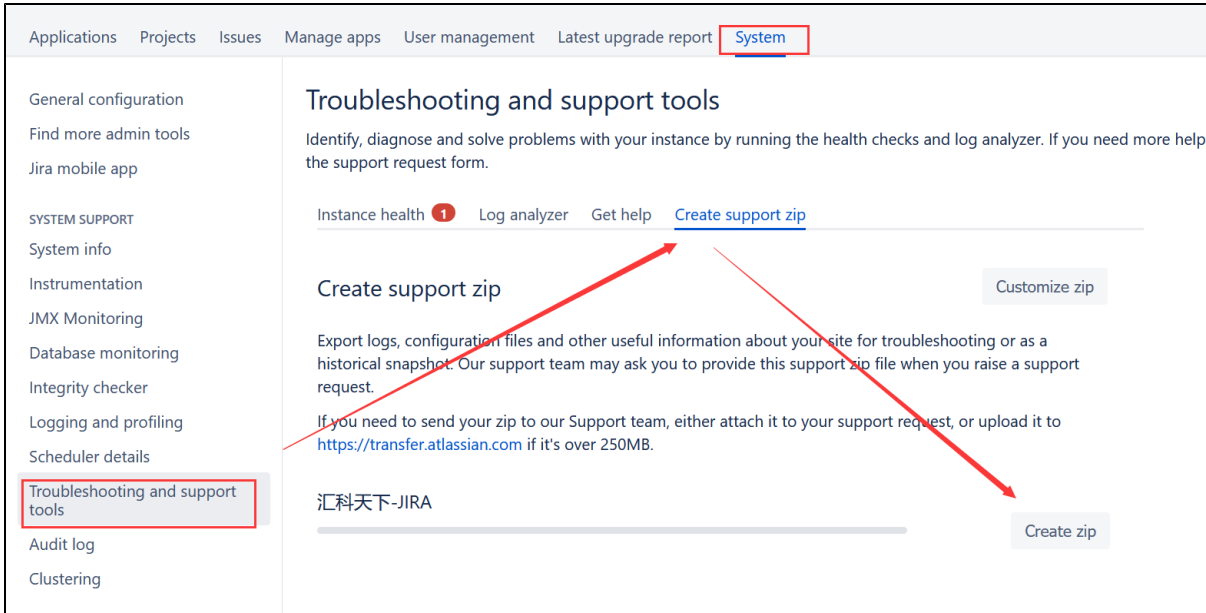 Applications Projects Issues Manage apps User management Latest upgrade report System
General configuration
Find more admin tools
Jira mobile app
SYSTEM SUPPORT
System info
Instrumentation
JMX Monitoring
Database monitoring
Integrity checker
Logging and profiling
Scheduler details
Troubleshooting and support
tools
Audit log
Clustering
Troubleshooting and support tools
Identify, diagnose and solve problems with your instance by running the health checks and log analyzer. If you need more help
the support request form.
Instance health 1 Log analyzer Get help Create support zip
Create support zip
Customize zip
Export logs, configuration files and other useful information about your site for troubleshooting or as a
historical snapshot. Our support team may ask you to provide this support zip file when you raise a support
request.
If you need to send your zip to our Support team, either attach it to your support request, or upload it to
https://transfer.atlassian.com if it's over 250MB.
汇科天下-JIRA
Create zip